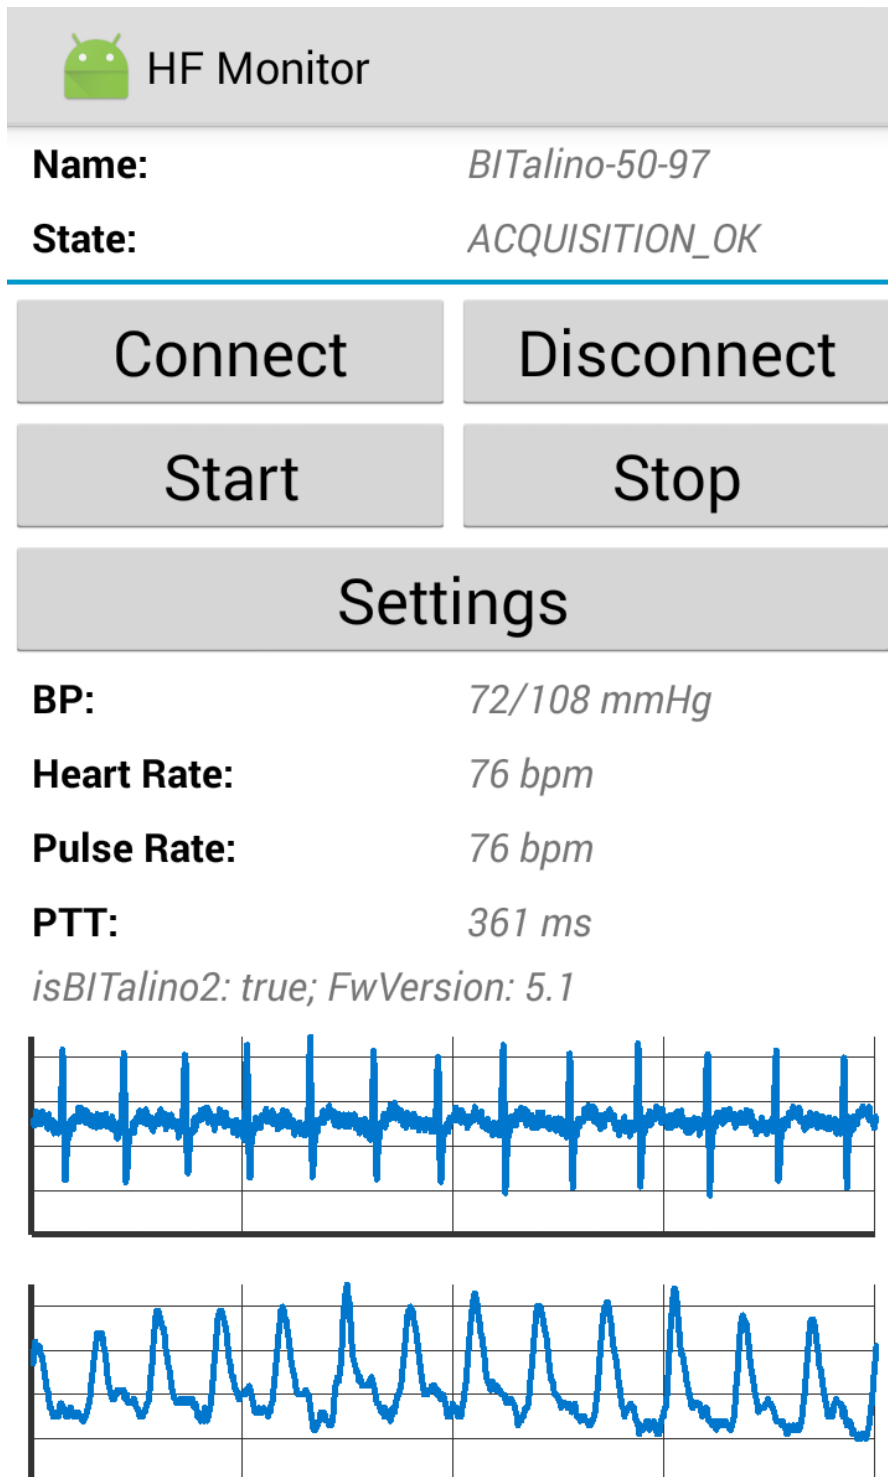 HF Monitor
Name: BITalino-50-97
State: ACQUISITION_OK
Connect Disconnect
Start Stop
Settings
BP: 72/108 mmHg
Heart Rate: 76 bpm
Pulse Rate: 76 bpm
PTT: 361 ms
isBITalino2: true; FwVersion: 5.1